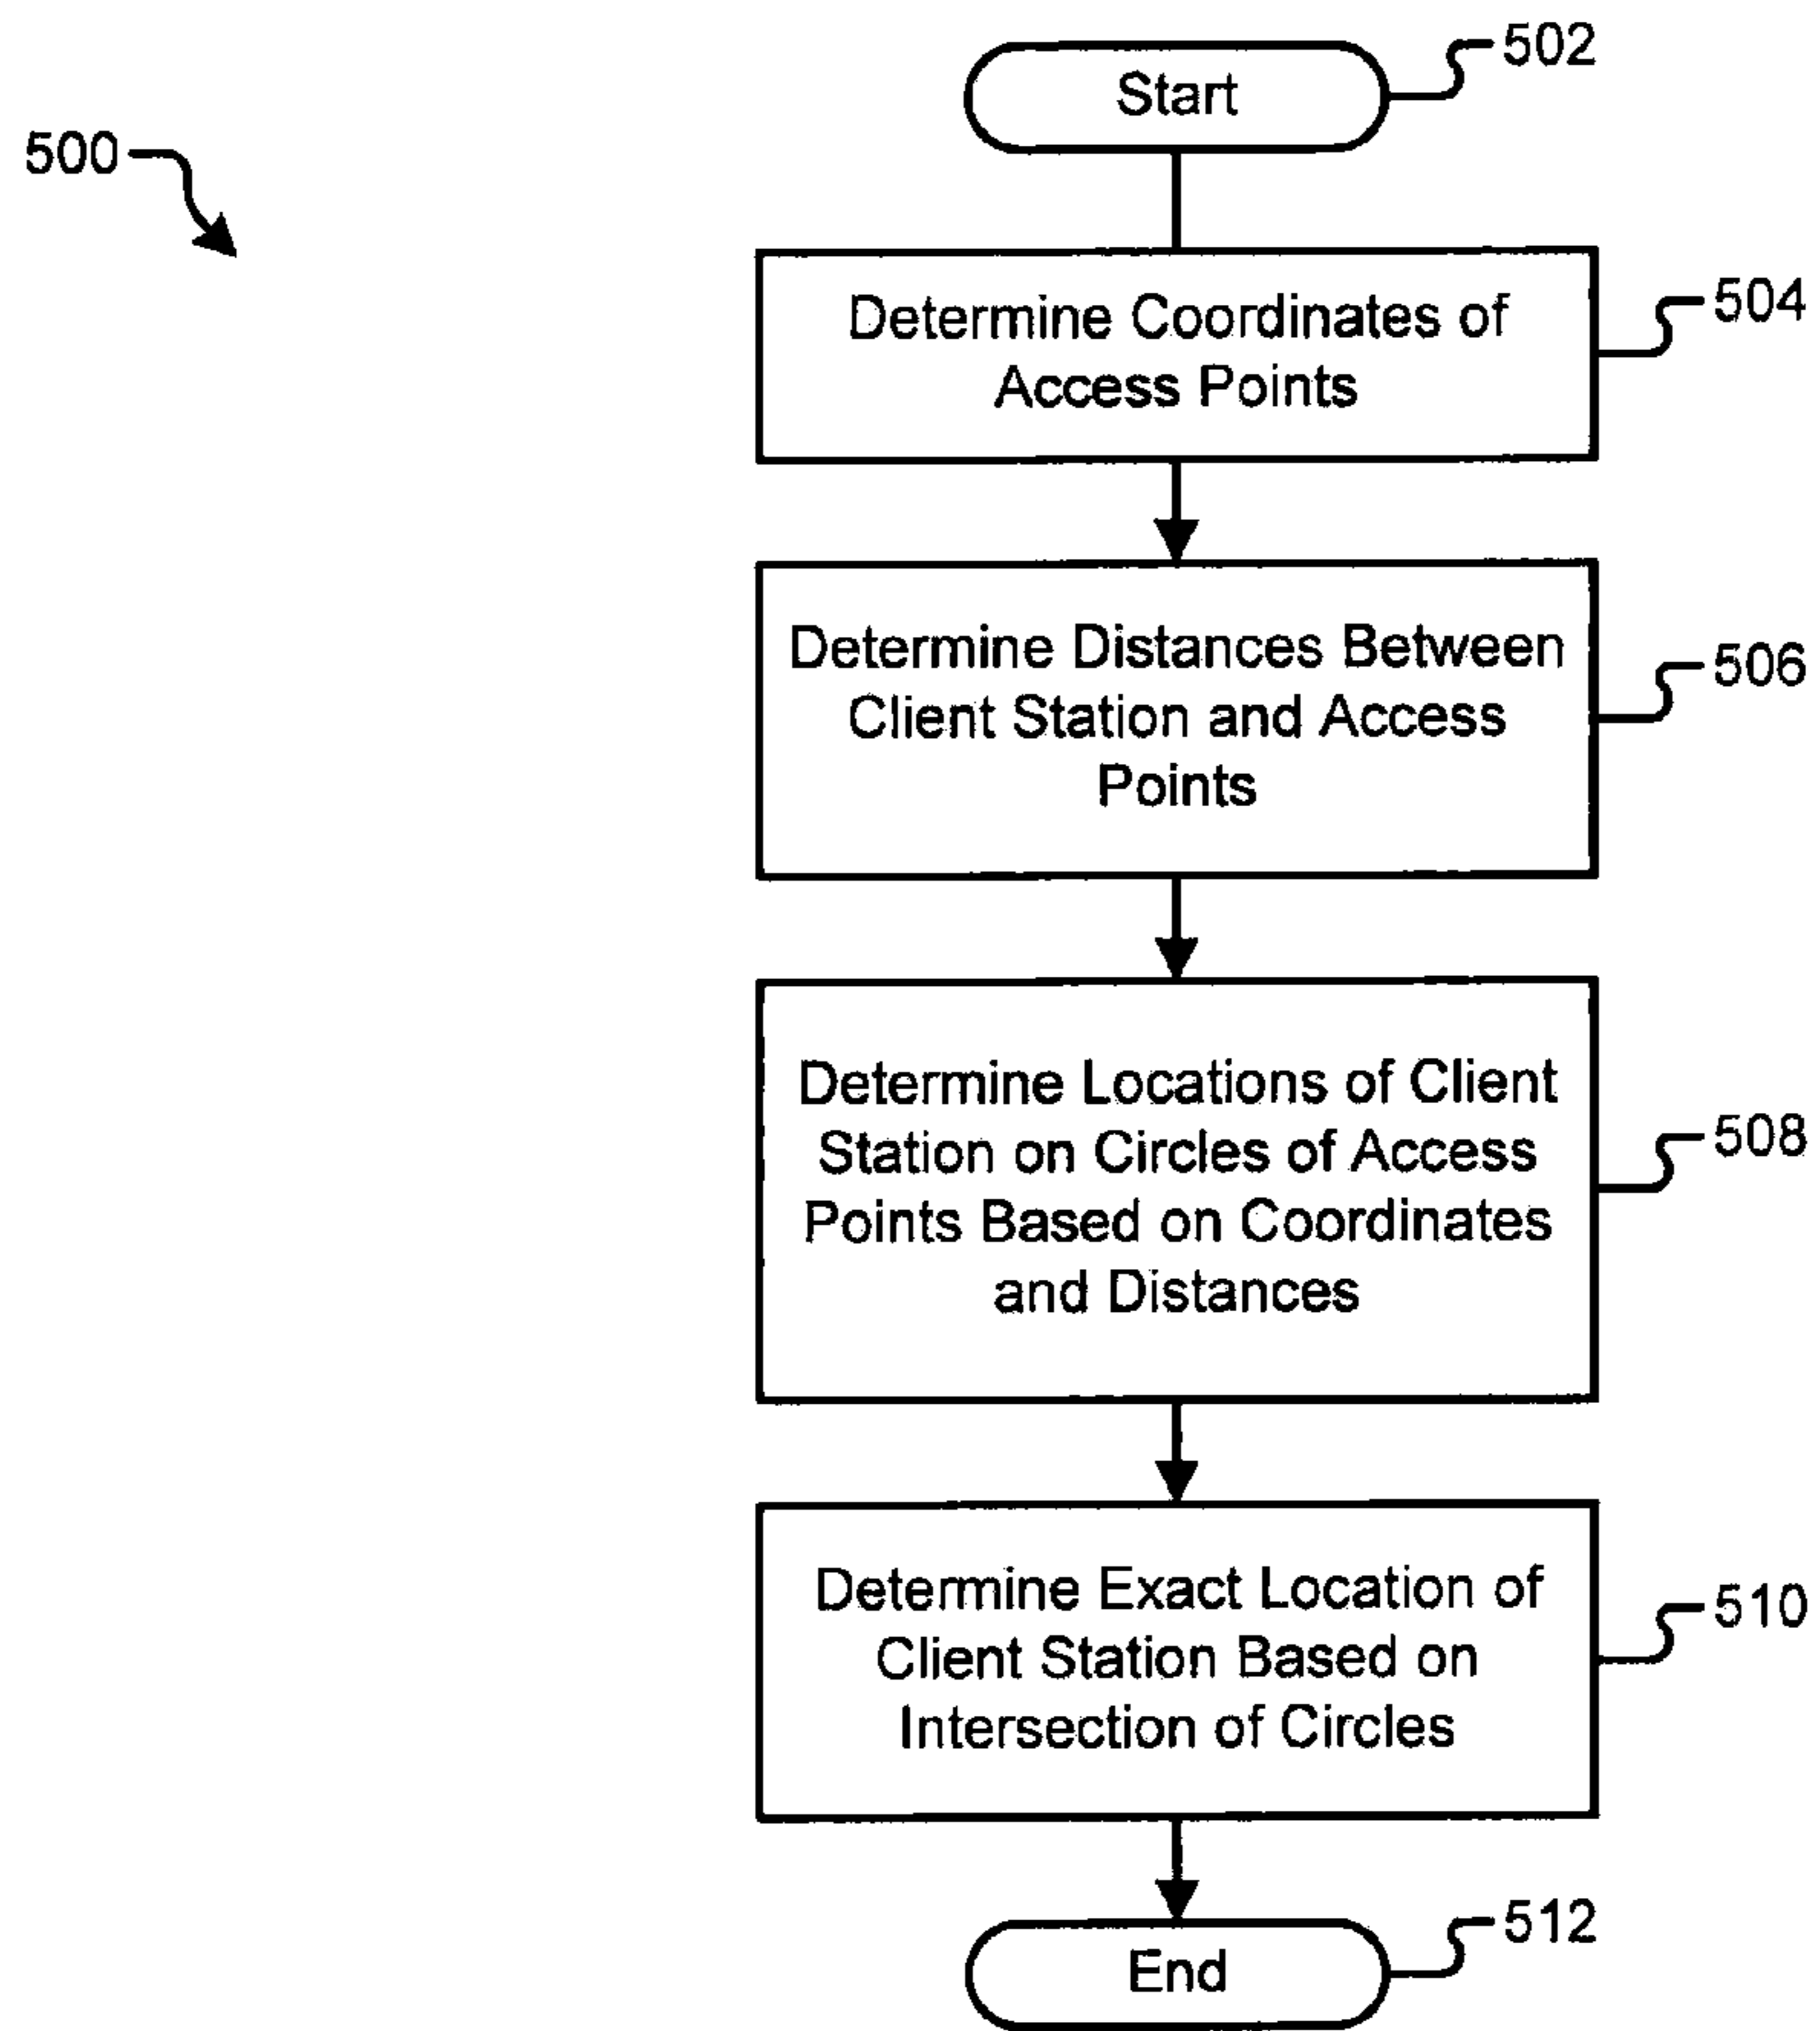 502
Start
500
504
Determine Coordinates of
Access Points
506
Determine Distances Between
Client Station and Access
Points
508
Determine Locations of Client
Station on Circles of Access
Points Based on Coordinates
and Distances
510
Determine Exact Location of
Client Station Based on
Intersection of Circles
512
End